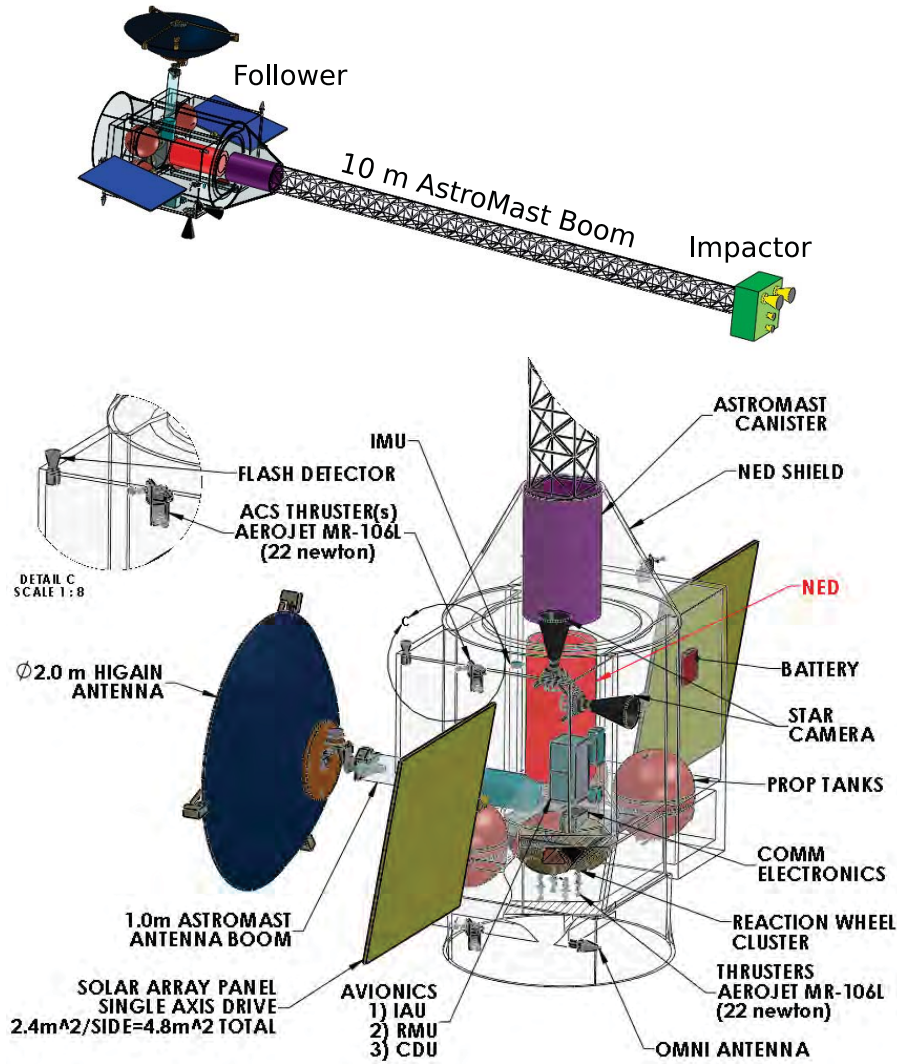 Follower
10 m AstroMast Boom
Impactor
ASTROMAST
CANISTER
IMU
NED SHIELD
FLASH DETECTOR
ACS THRUSTER(s)
AEROJET MR-106L
(22 newton)
DETAIL C
SCALE 1 : 8
C
NED
Ø2.0 m HIGAIN
ANTENNA
BATTERY
STAR
CAMERA
PROP TANKS
COMM
ELECTRONICS
1.0m ASTROMAST
ANTENNA BOOM
REACTION WHEEL
CLUSTER
SOLAR ARRAY PANEL
SINGLE AXIS DRIVE
2.4m^2/SIDE=4.8m^2 TOTAL
AVIONICS
1) IAU
2) RMU
3) CDU
THRUSTERS
AEROJET MR-106L
(22 newton)
OMNI ANTENNA